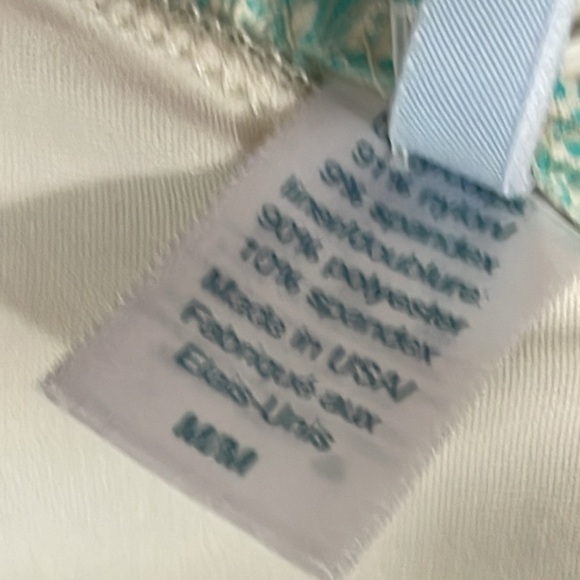 91% nylon/
9% spandex
liner/doublure:
90% polyester
10% spandex
Made in USA/
Fabriqué aux
Etats-Unis
M/M